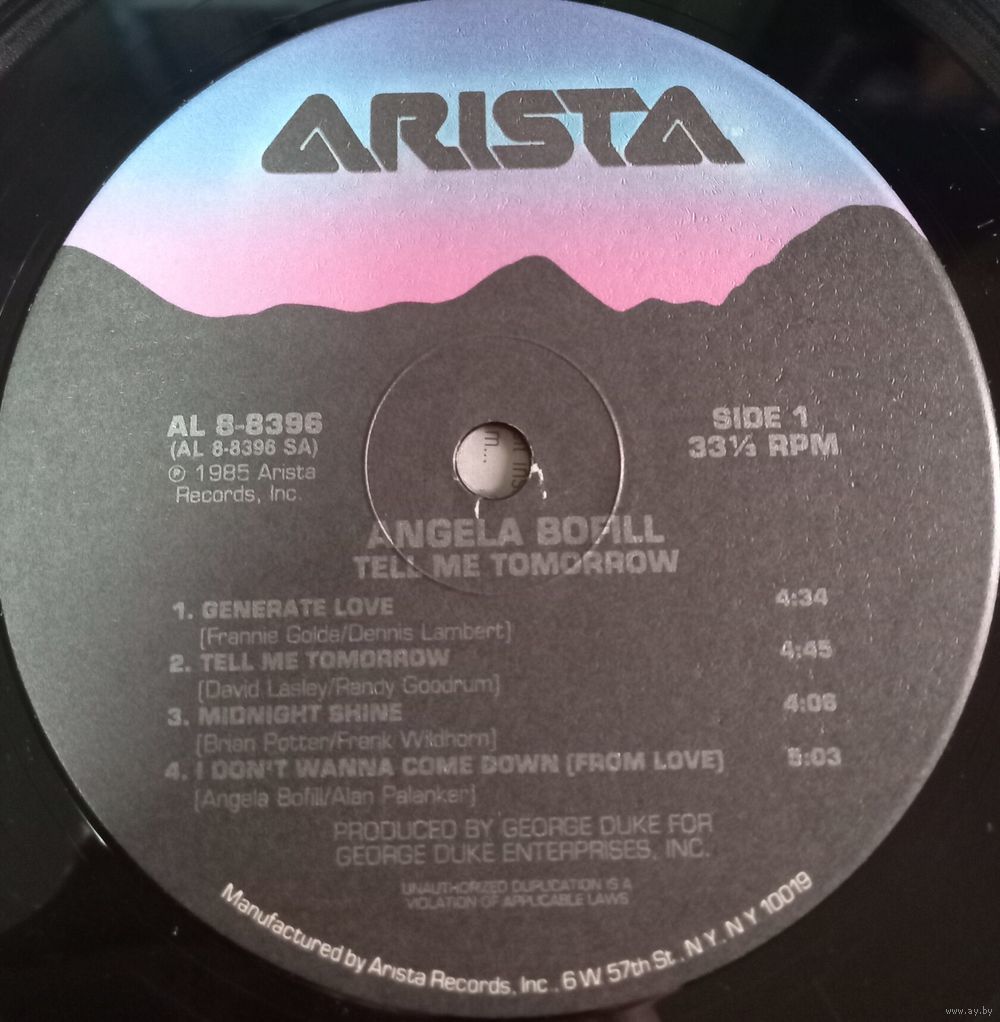 ARISTA
AL 8-8396
(AL 8-8396 SA)
℗ 1985 Arista
Records, Inc.
SIDE 1
33⅓ RPM
m...
ANGELA BOFILL
TELL ME TOMORROW
1. GENERATE LOVE 4:34
(Frannie Golde/Dennis Lambert)
2. TELL ME TOMORROW 4:45
(David Lasley/Randy Goodrum)
3. MIDNIGHT SHINE 4:06
(Brian Potter/Frank Wildhorn)
4. I DON'T WANNA COME DOWN (FROM LOVE) 5:03
(Angela Bofill/Alan Palanker)
PRODUCED BY GEORGE DUKE FOR
GEORGE DUKE ENTERPRISES, INC.
UNAUTHORIZED DUPLICATION IS A
VIOLATION OF APPLICABLE LAWS
Manufactured by Arista Records, Inc., 6 W 57th St., N Y, N Y 10019
www.ay.by